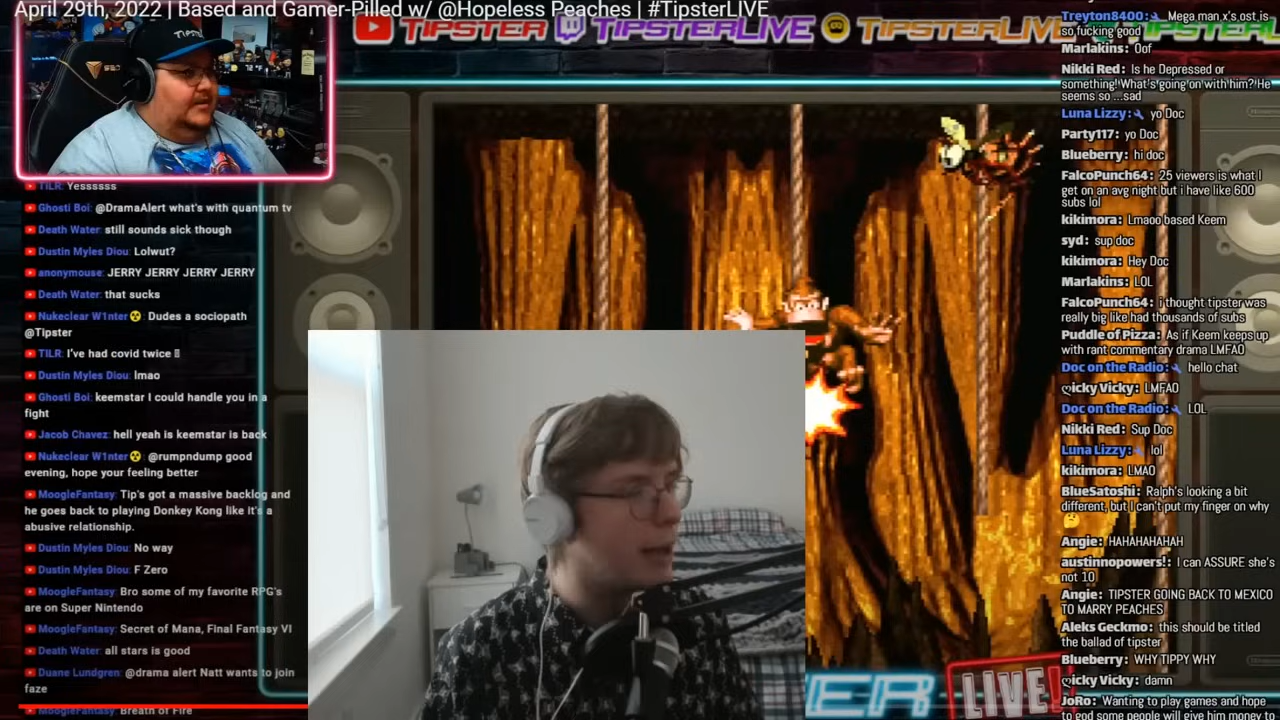 April 29th, 2022 | Based and Gamer-Pilled w/ @Hopeless Peaches | #TipsterLIVE
TIPSTER TIPSTERLIVE TIPSTERLIVE
TILR: Yessssss
Ghosti Boi: @DramaAlert what's with quantum tv
Death Water: still sounds sick though
Dustin Myles Diou: Lolwut?
anonymouse: JERRY JERRY JERRY JERRY
Death Water: that sucks
Nukeclear W1nter: Dudes a sociopath
@Tipster
TILR: I've had covid twice
Dustin Myles Diou: lmao
Ghosti Boi: keemstar I could handle you in a
fight
Jacob Chavez: hell yeah is keemstar is back
Nukeclear W1nter: @rumpndump good
evening, hope your feeling better
MoogleFantasy: Tip's got a massive backlog and
he goes back to playing Donkey Kong like it's a
abusive relationship.
Dustin Myles Diou: No way
Dustin Myles Diou: F Zero
MoogleFantasy: Bro some of my favorite RPG's
are on Super Nintendo
MoogleFantasy: Secret of Mana, Final Fantasy VI
Death Water: all stars is good
Duane Lundgren: @drama alert Natt wants to join
faze
MoogleFantasy: Breath of Fire
LIVE!
Treyton8400: Mega man x's ost is
so fucking good
Marlakins: Oof
Nikki Red: Is he Depressed or
something! What's going on with him? He
seems so ...sad
Luna Lizzy: yo Doc
Party117: yo Doc
Blueberry: hi doc
FalcoPunch64: 25 viewers is what I
get on an avg night but i have like 600
subs lol
kikimora: Lmaoo based Keem
syd: sup doc
kikimora: Hey Doc
Marlakins: LOL
FalcoPunch64: i thought tipster was
really big like had thousands of subs
Puddle of Pizza: As if Keem keeps up
with rant commentary drama LMFAO
Doc on the Radio: hello chat
ღicky Vicky: LMFAO
Doc on the Radio: LOL
Nikki Red: Sup Doc
Luna Lizzy: lol
kikimora: LMAO
BlueSatoshi: Ralph's looking a bit
different, but I can't put my finger on why
Angie: HAHAHAHAHAH
austinnopowers!: I can ASSURE she's
not 10
Angie: TIPSTER GOING BACK TO MEXICO
TO MARRY PEACHES
Aleks Geckmo: this should be titled
the ballad of tipster
Blueberry: WHY TIPPY WHY
ღicky Vicky: damn
JoRo: Wanting to play games and hope
to god some people will give him money